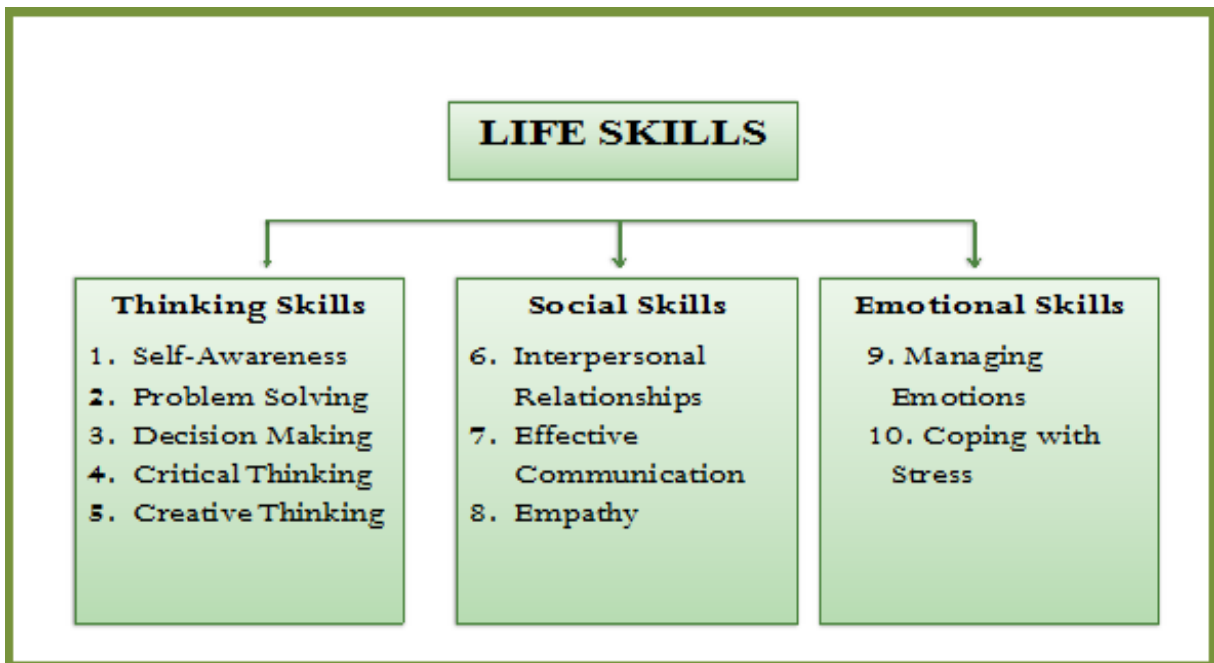 LIFE SKILLS
Thinking Skills
1. Self-Awareness
2. Problem Solving
3. Decision Making
4. Critical Thinking
5. Creative Thinking
Social Skills
6. Interpersonal
Relationships
7. Effective
Communication
8. Empathy
Emotional Skills
9. Managing
Emotions
10. Coping with
Stress